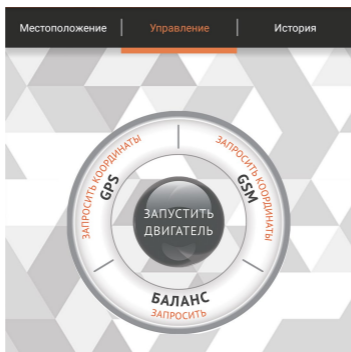 Местоположение
Управление
История
ЗАПРОСИТЬ КООРДИНАТЫ
GPS
ЗАПРОСИТЬ КООРДИНАТЫ
GSM
ЗАПУСТИТЬ
ДВИГАТЕЛЬ
БАЛАНС
ЗАПРОСИТЬ